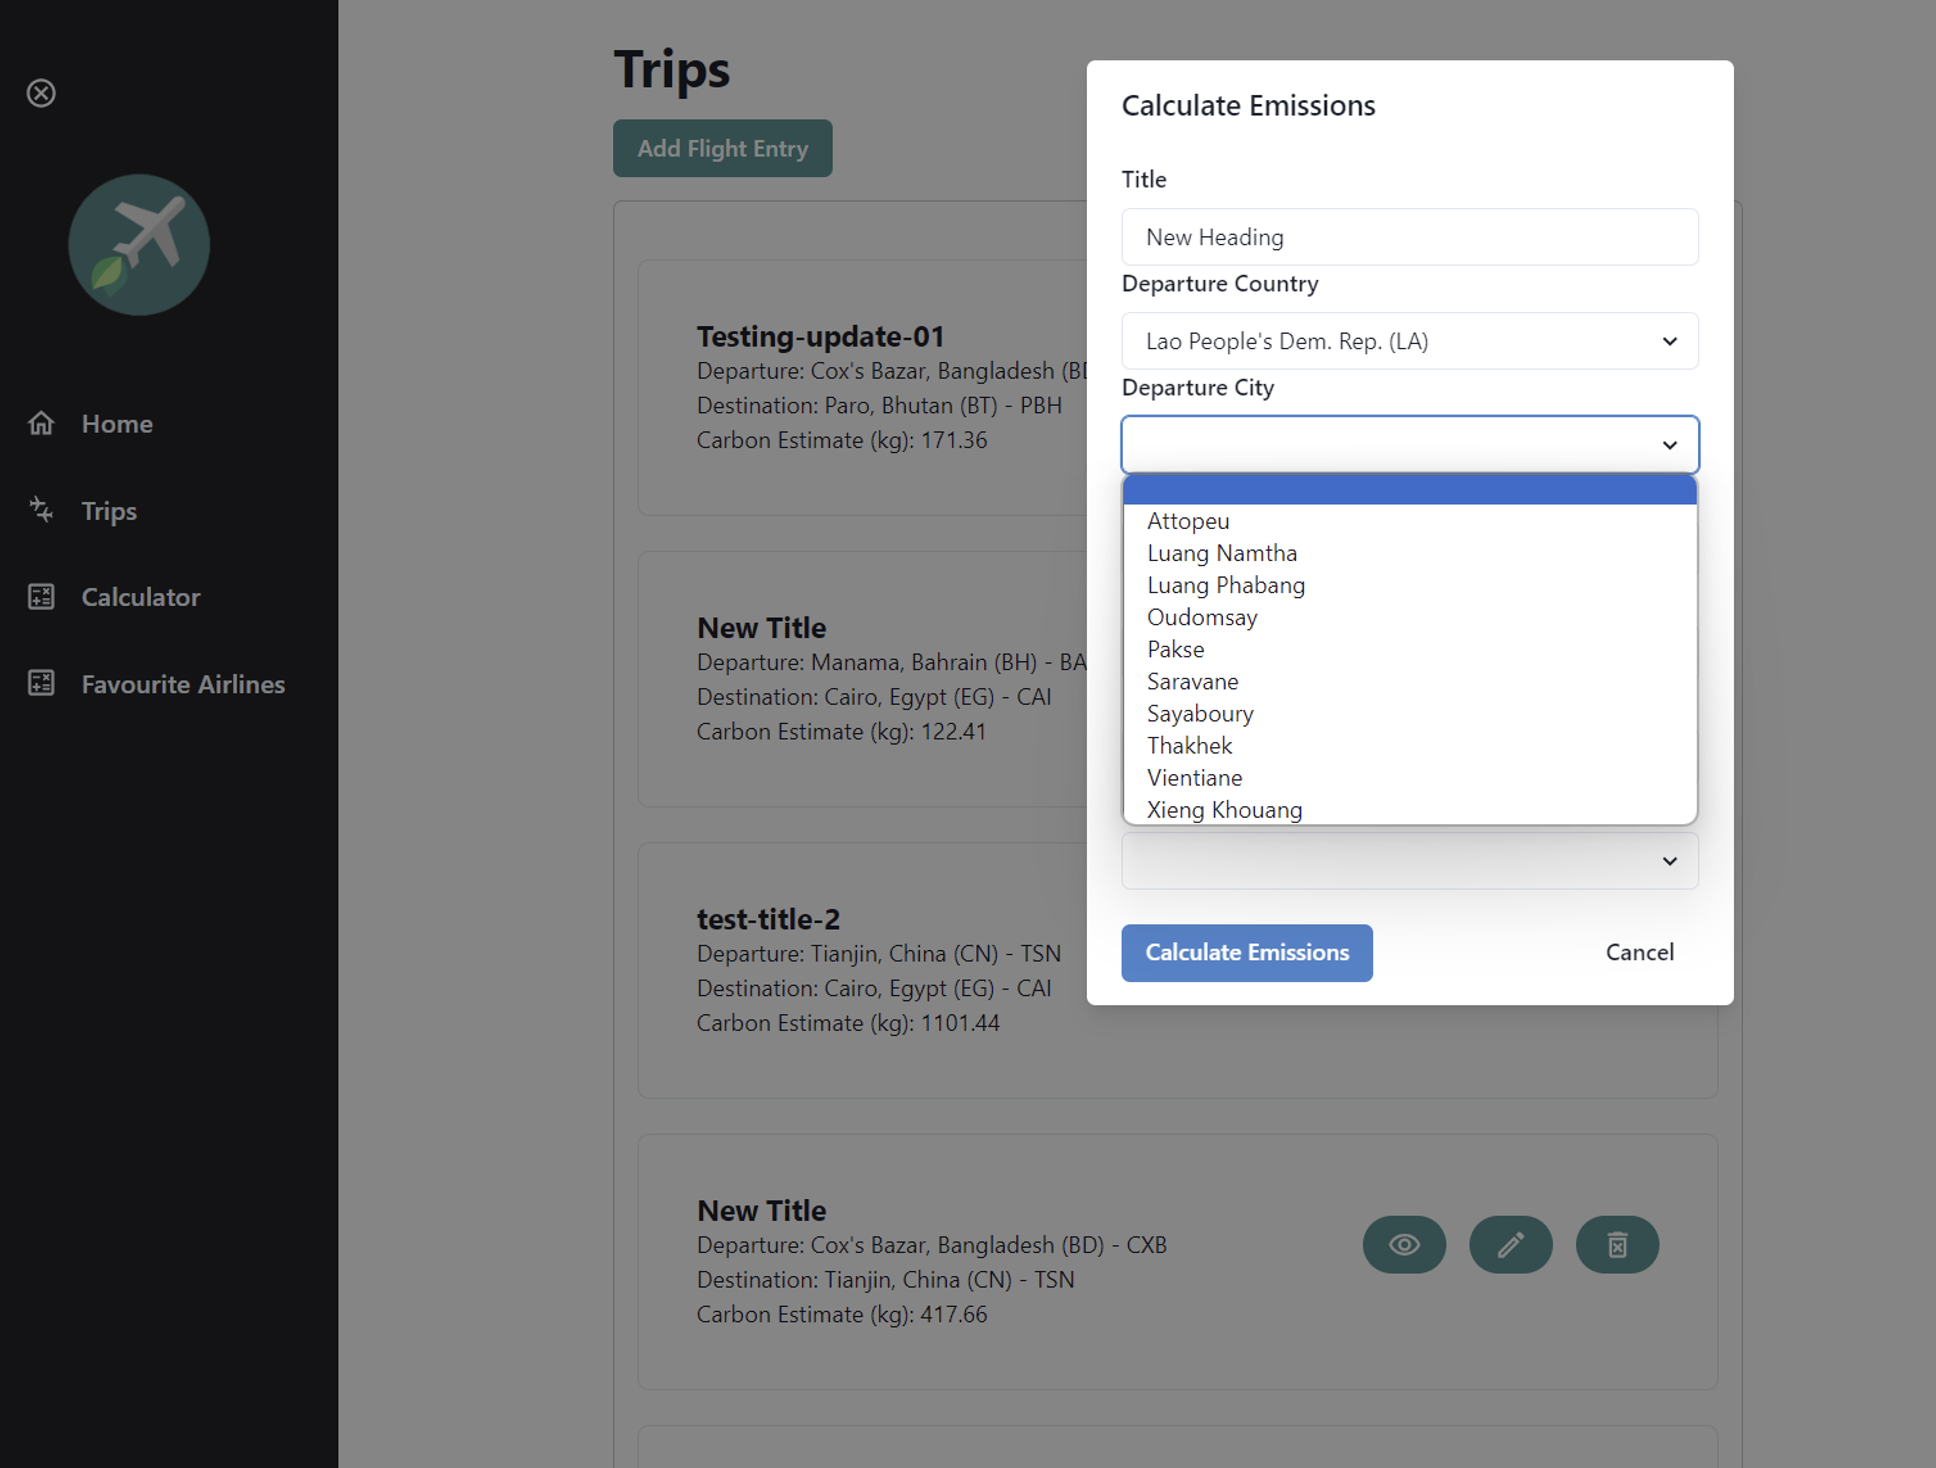 Home
Trips
Calculator
Favourite Airlines
Trips
Add Flight Entry
Testing-update-01
Departure: Cox's Bazar, Bangladesh (BD
Destination: Paro, Bhutan (BT) - PBH
Carbon Estimate (kg): 171.36
New Title
Departure: Manama, Bahrain (BH) - BA
Destination: Cairo, Egypt (EG) - CAI
Carbon Estimate (kg): 122.41
test-title-2
Departure: Tianjin, China (CN) - TSN
Destination: Cairo, Egypt (EG) - CAI
Carbon Estimate (kg): 1101.44
New Title
Departure: Cox's Bazar, Bangladesh (BD) - CXB
Destination: Tianjin, China (CN) - TSN
Carbon Estimate (kg): 417.66
Calculate Emissions
Title
New Heading
Departure Country
Lao People's Dem. Rep. (LA)
Departure City
Attopeu
Luang Namtha
Luang Phabang
Oudomsay
Pakse
Saravane
Sayaboury
Thakhek
Vientiane
Xieng Khouang
Calculate Emissions
Cancel